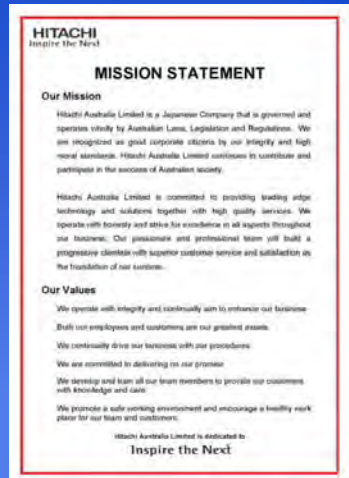 HITACHI
Inspire the Next
MISSION STATEMENT
Our Mission
Hitachi Australia Limited is a Japanese Company that is governed and
operates wholly by Australian Laws, Legislation and Regulations. We
are recognized as good corporate citizens by our integrity and high
moral standards. Hitachi Australia Limited continues to contribute and
participate in the success of Australian society.
Hitachi Australia Limited is committed to providing leading edge
technology and solutions together with high quality services. We
operate with honesty and strive for excellence in all aspects throughout
our business. Our passionate and professional team will build a
progressive clientele with superior customer service and satisfaction as
the foundation of our success.
Our Values
We operate with integrity and continually aim to enhance our business
Both our employees and customers are our greatest assets
We continually drive our business with our procedures
We are committed to delivering on our promise
We develop and train all our team members to provide our customers
with knowledge and care
We promote a safe working environment and encourage a healthy work
place for our team and customers.
Hitachi Australia Limited is dedicated to
Inspire the Next